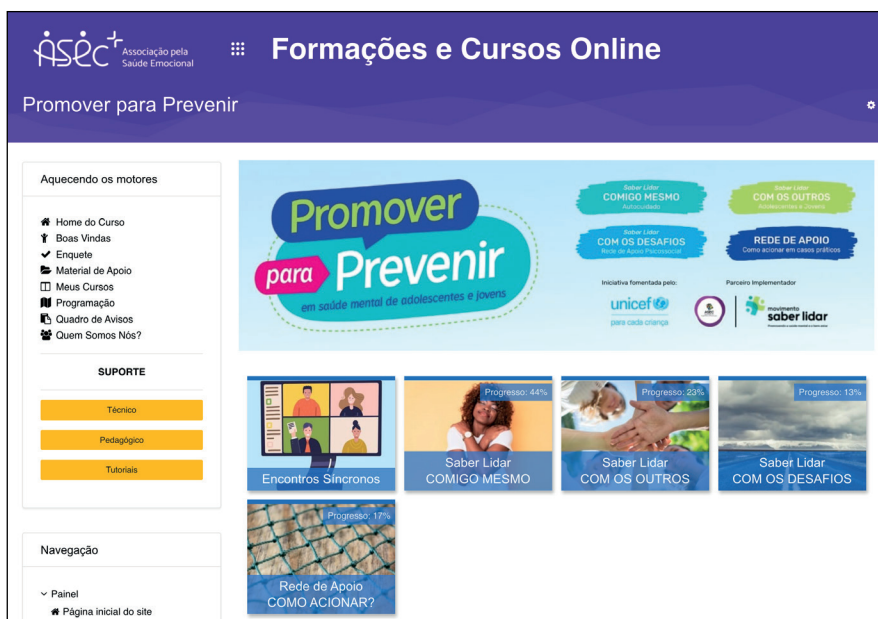 ASEC+
Associação pela
Saúde Emocional
Formações e Cursos Online
Promover para Prevenir
Aquecendo os motores
Home do Curso
Boas Vindas
Enquete
Material de Apoio
Meus Cursos
Programação
Quadro de Avisos
Quem Somos Nós?
SUPORTE
Técnico
Pedagógico
Tutoriais
Navegação
Painel
Página inicial do site
Promover
para Prevenir
em saúde mental de adolescentes e jovens
Saber Lidar
COMIGO MESMO
Autocuidado
Saber Lidar
COM OS OUTROS
Adolescentes e Jovens
Saber Lidar
COM OS DESAFIOS
Rede de Apoio Psicossocial
REDE DE APOIO
Como acionar em casos práticos
Iniciativa fomentada pelo:
Parceiro Implementador
unicef
para cada criança
movimento
saber lidar
Encontros Síncronos
Progresso: 44%
Saber Lidar
COMIGO MESMO
Progresso: 23%
Saber Lidar
COM OS OUTROS
Progresso: 13%
Saber Lidar
COM OS DESAFIOS
Progresso: 17%
Rede de Apoio
COMO ACIONAR?